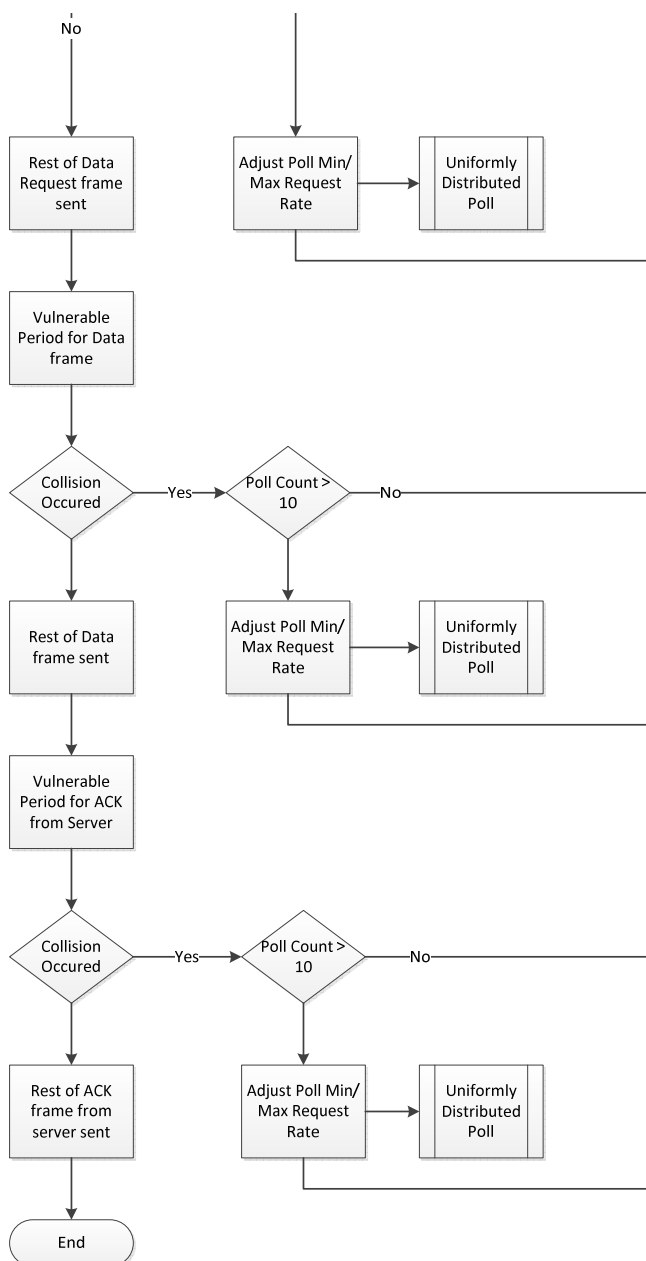 No
Rest of Data
Request frame
sent
Adjust Poll Min/
Max Request
Rate
Uniformly
Distributed
Poll
Vulnerable
Period for Data
frame
Collision
Occured
Yes
Poll Count >
10
No
Rest of Data
frame sent
Adjust Poll Min/
Max Request
Rate
Uniformly
Distributed
Poll
Vulnerable
Period for ACK
from Server
Collision
Occured
Yes
Poll Count >
10
No
Rest of ACK
frame from
server sent
Adjust Poll Min/
Max Request
Rate
Uniformly
Distributed
Poll
End